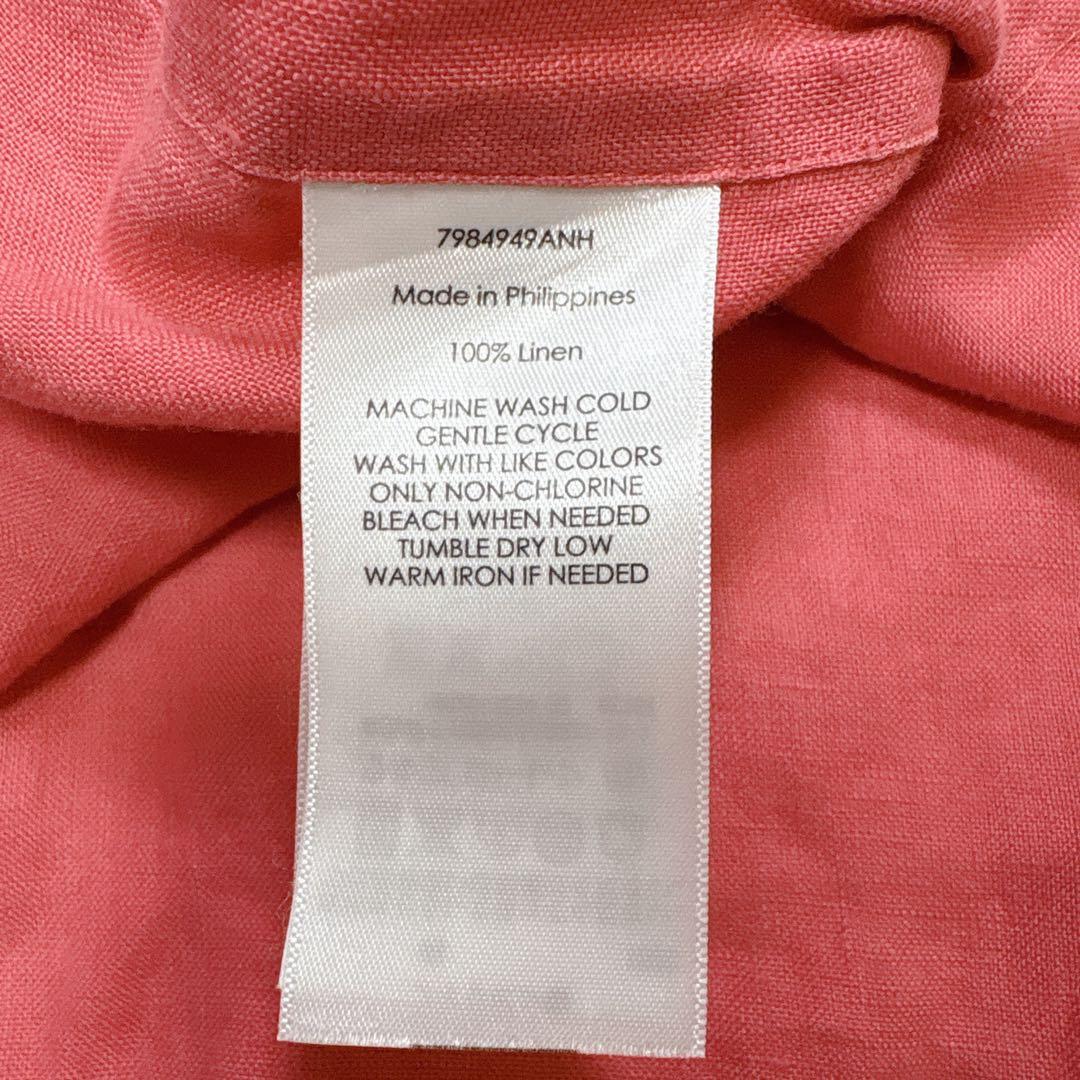 7984949ANH
Made in Philippines
100% Linen
MACHINE WASH COLD
GENTLE CYCLE
WASH WITH LIKE COLORS
ONLY NON-CHLORINE
BLEACH WHEN NEEDED
TUMBLE DRY LOW
WARM IRON IF NEEDED